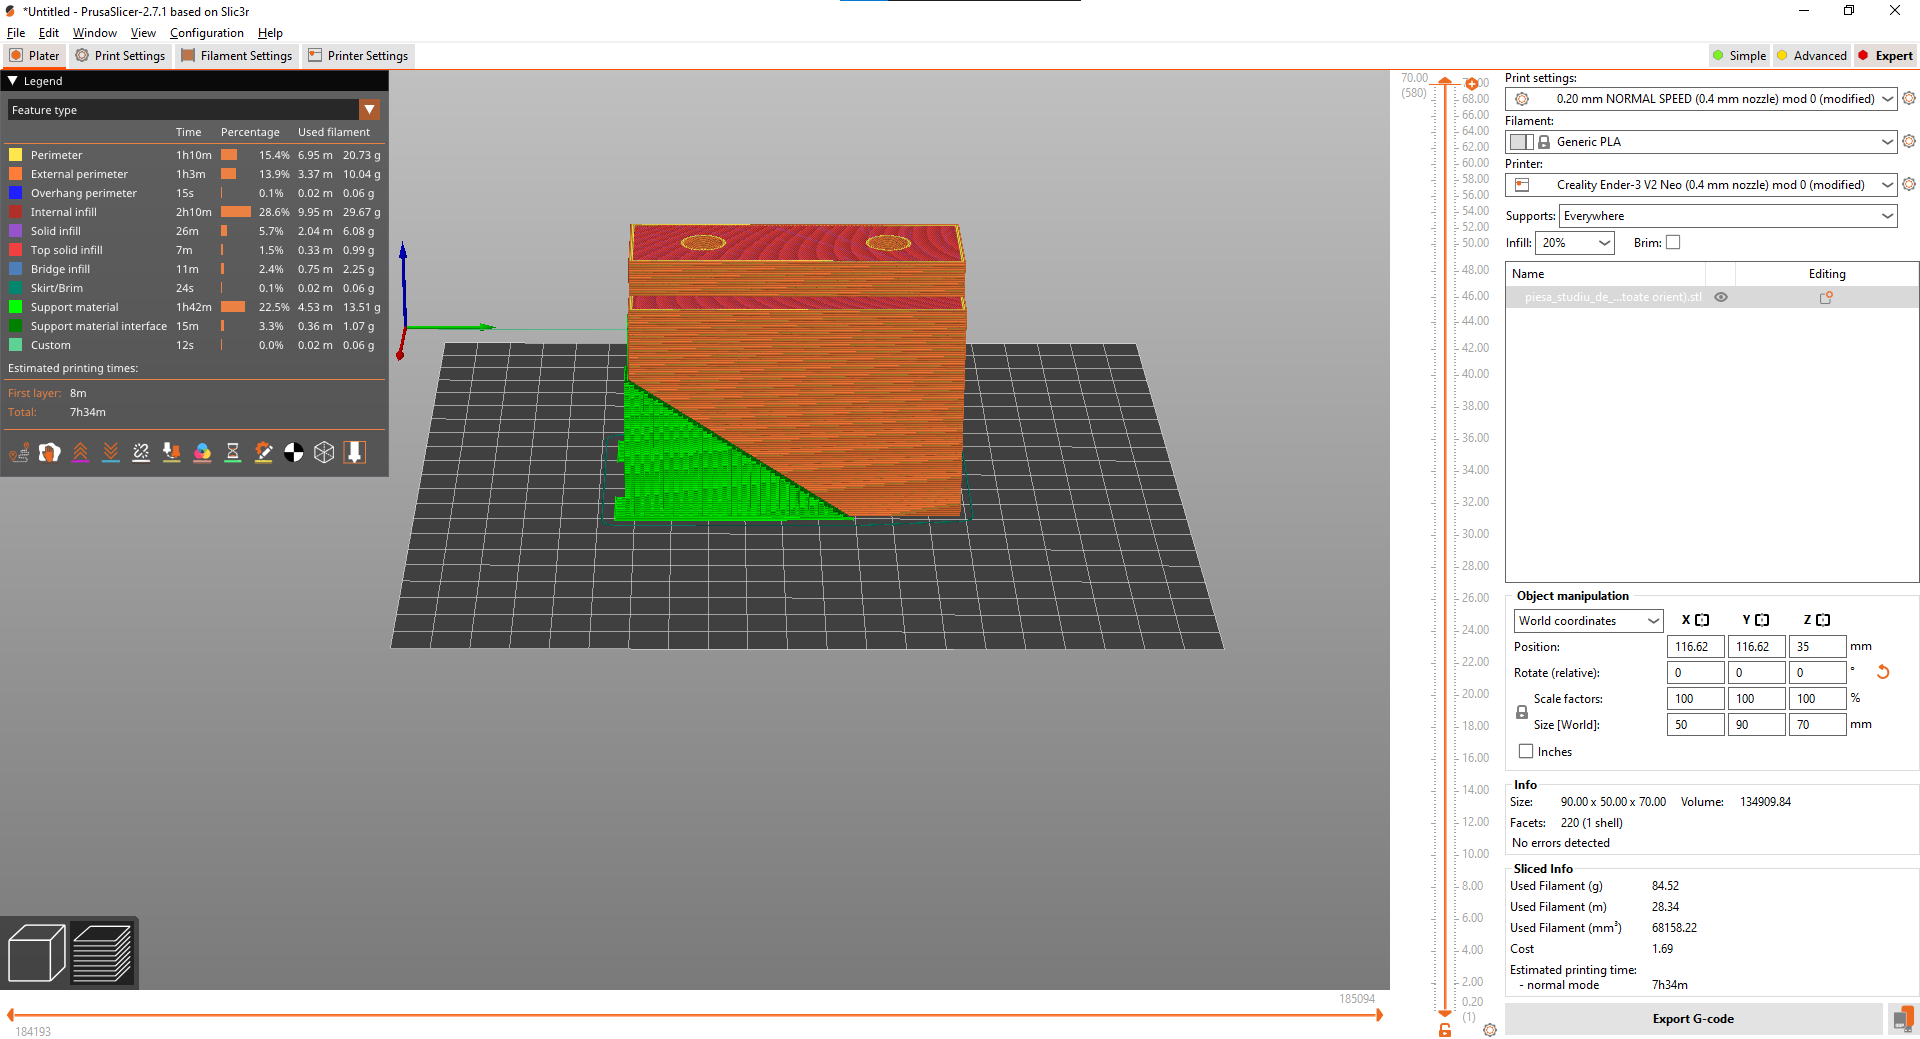 *Untitled - PrusaSlicer-2.7.1 based on Slic3r
File Edit Window View Configuration Help
Plater Print Settings Filament Settings Printer Settings
Simple Advanced Expert
Legend
Feature type
Time Percentage Used filament
Perimeter 1h10m 15.4% 6.95 m 20.73 g
External perimeter 1h3m 13.9% 3.37 m 10.04 g
Overhang perimeter 15s 0.1% 0.02 m 0.06 g
Internal infill 2h10m 28.6% 9.95 m 29.67 g
Solid infill 26m 5.7% 2.04 m 6.08 g
Top solid infill 7m 1.5% 0.33 m 0.99 g
Bridge infill 11m 2.4% 0.75 m 2.25 g
Skirt/Brim 24s 0.1% 0.02 m 0.06 g
Support material 1h42m 22.5% 4.53 m 13.51 g
Support material interface 15m 3.3% 0.36 m 1.07 g
Custom 12s 0.0% 0.02 m 0.06 g
Estimated printing times:
First layer: 8m
Total: 7h34m
184193
185094
70.00
(580)
68.00
66.00
64.00
62.00
60.00
58.00
56.00
54.00
52.00
50.00
48.00
46.00
44.00
42.00
40.00
38.00
36.00
34.00
32.00
30.00
28.00
26.00
24.00
22.00
20.00
18.00
16.00
14.00
12.00
10.00
8.00
6.00
4.00
2.00
0.20
(1)
Print settings:
0.20 mm NORMAL SPEED (0.4 mm nozzle) mod 0 (modified)
Filament:
Generic PLA
Printer:
Creality Ender-3 V2 Neo (0.4 mm nozzle) mod 0 (modified)
Supports: Everywhere
Infill: 20% Brim:
Name Editing
piesa_studiu_de_...toate orient).stl
Object manipulation
World coordinates X Y Z
Position: 116.62 116.62 35 mm
Rotate (relative): 0 0 0 °
Scale factors: 100 100 100 %
Size [World]: 50 90 70 mm
Inches
Info
Size: 90.00 x 50.00 x 70.00 Volume: 134909.84
Facets: 220 (1 shell)
No errors detected
Sliced Info
Used Filament (g) 84.52
Used Filament (m) 28.34
Used Filament (mm³) 68158.22
Cost 1.69
Estimated printing time:
- normal mode 7h34m
Export G-code